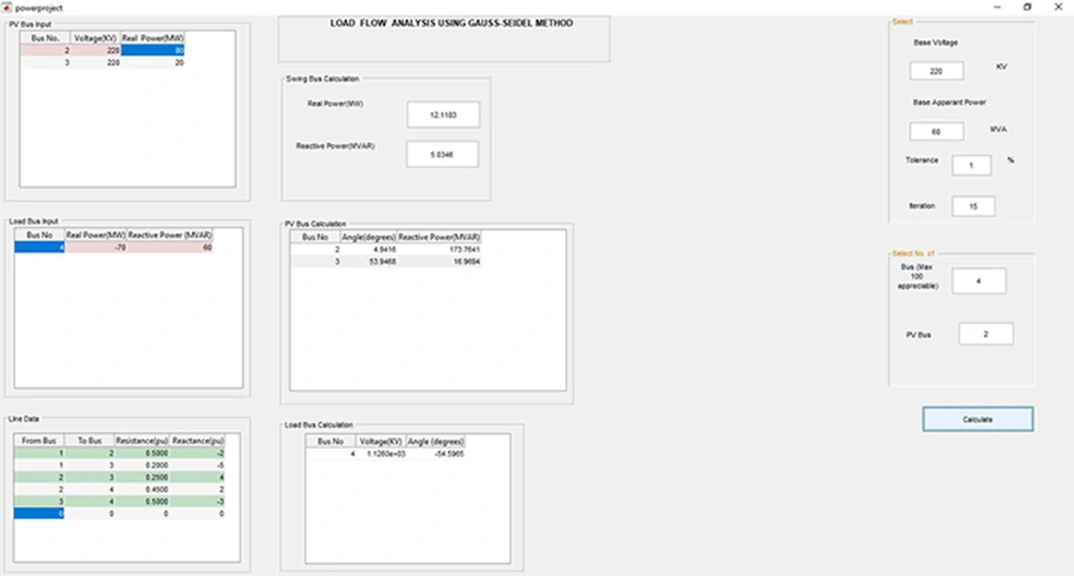 powerproject
LOAD FLOW ANALYSIS USING GAUSS-SEIDEL METHOD
PV Bus Input
Bus No. Voltage(KV) Real Power(MW)
2 220 80
3 220 20
Swing Bus Calculation
Real Power(MW) 12.1183
Reactive Power(MVAR) 5.0346
Select
Base Voltage
220 KV
Base Apparant Power
60 MVA
Tolerance 1 %
Iteration 15
Load Bus Input
Bus No Real Power(MW) Reactive Power (MVAR)
4 -70 60
PV Bus Calculation
Bus No Angle(degrees) Reactive Power(MVAR)
2 4.9416 173.7641
3 53.9468 16.9694
Select No. of
Bus (Max
100
appreciable)
4
PV Bus 2
Calculate
Line Data
From Bus To Bus Resistance(pu) Reactance(pu)
1 2 0.5000 -2
1 3 0.2000 -5
2 3 0.2500 4
2 4 0.4500 2
3 4 0.5000 -3
0 0 0 0
Load Bus Calculation
Bus No Voltage(KV) Angle (degrees)
4 1.1260e+03 -54.5965